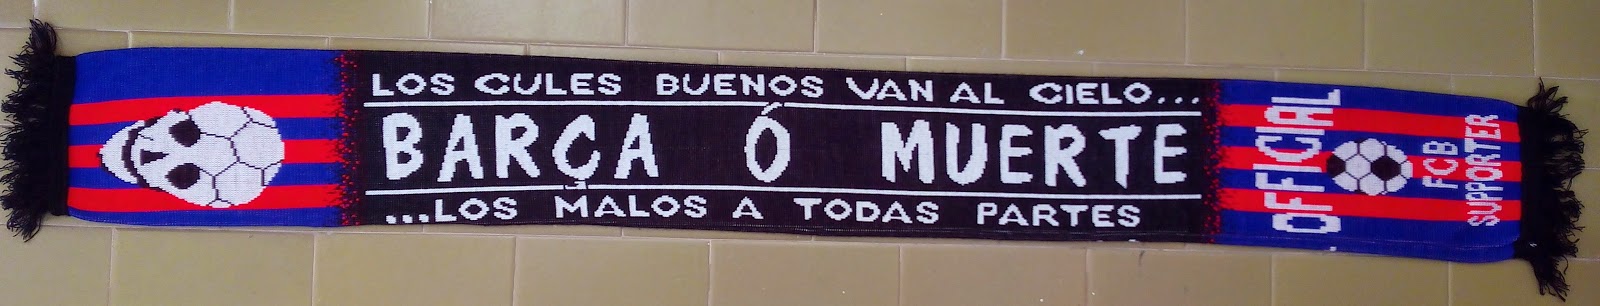 LOS CULES BUENOS VAN AL CIELO...
BARÇA Ó MUERTE
...LOS MALOS A TODAS PARTES
OFFICIAL
FCB
SUPPORTER